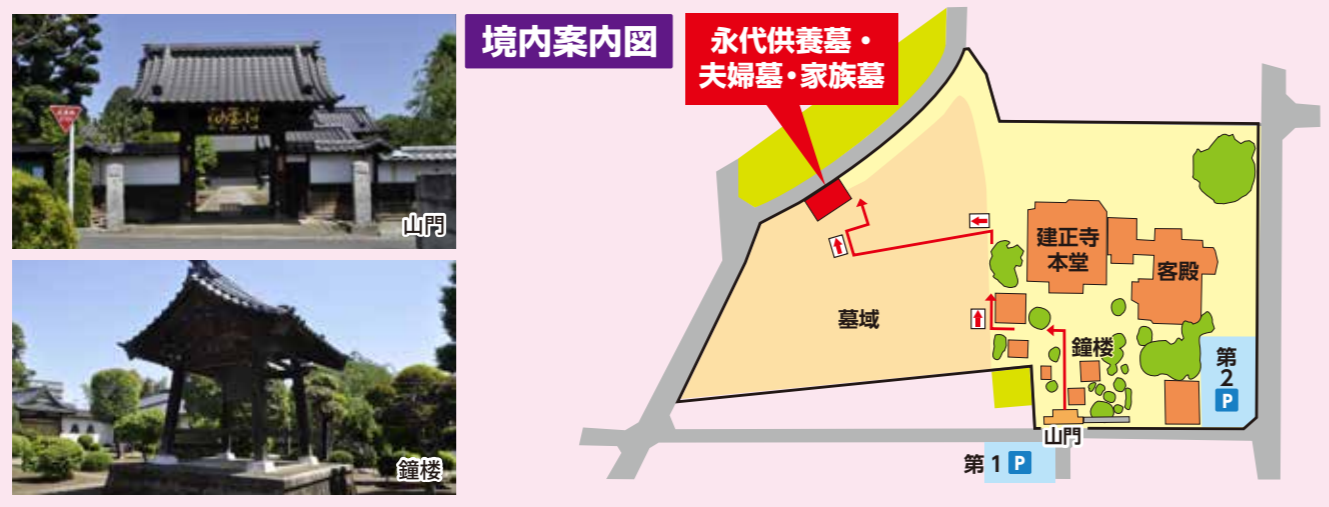 境内案内図
永代供養墓・
夫婦墓・家族墓
山門
鐘楼
建正寺
本堂
客殿
墓域
鐘楼
第2 P
山門
第1 P